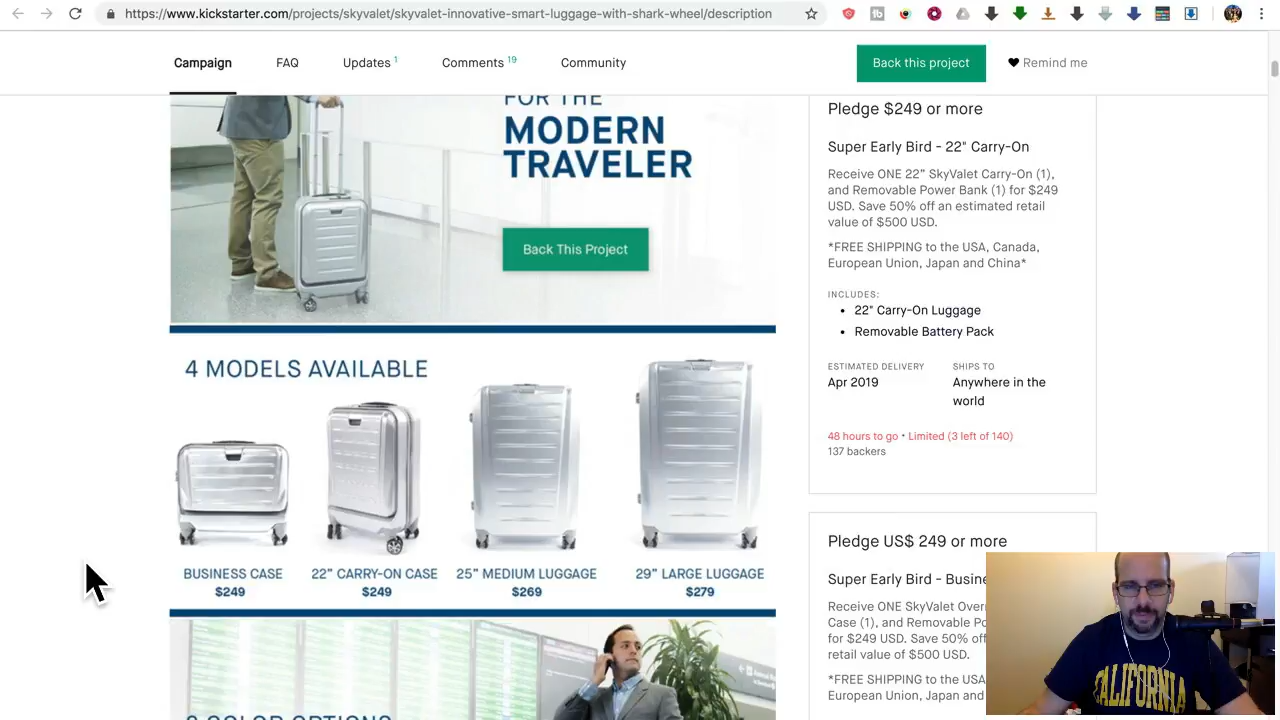 https://www.kickstarter.com/projects/skyvalet/skyvalet-innovative-smart-luggage-with-shark-wheel/description
Campaign
FAQ
Updates 1
Comments 19
Community
Back this project
Remind me
FOR THE
MODERN
TRAVELER
Back This Project
4 MODELS AVAILABLE
BUSINESS CASE
$249
22" CARRY-ON CASE
$249
25" MEDIUM LUGGAGE
$269
29" LARGE LUGGAGE
$279
Pledge $249 or more
Super Early Bird - 22" Carry-On
Receive ONE 22" SkyValet Carry-On (1),
and Removable Power Bank (1) for $249
USD. Save 50% off an estimated retail
value of $500 USD.
*FREE SHIPPING to the USA, Canada,
European Union, Japan and China*
INCLUDES:
• 22" Carry-On Luggage
• Removable Battery Pack
ESTIMATED DELIVERY
Apr 2019
SHIPS TO
Anywhere in the
world
48 hours to go • Limited (3 left of 140)
137 backers
Pledge US$ 249 or more
Super Early Bird - Busine
Receive ONE SkyValet Over
Case (1), and Removable Po
for $249 USD. Save 50% off
retail value of $500 USD.
*FREE SHIPPING to the USA
European Union, Japan and
CALIFORNIA